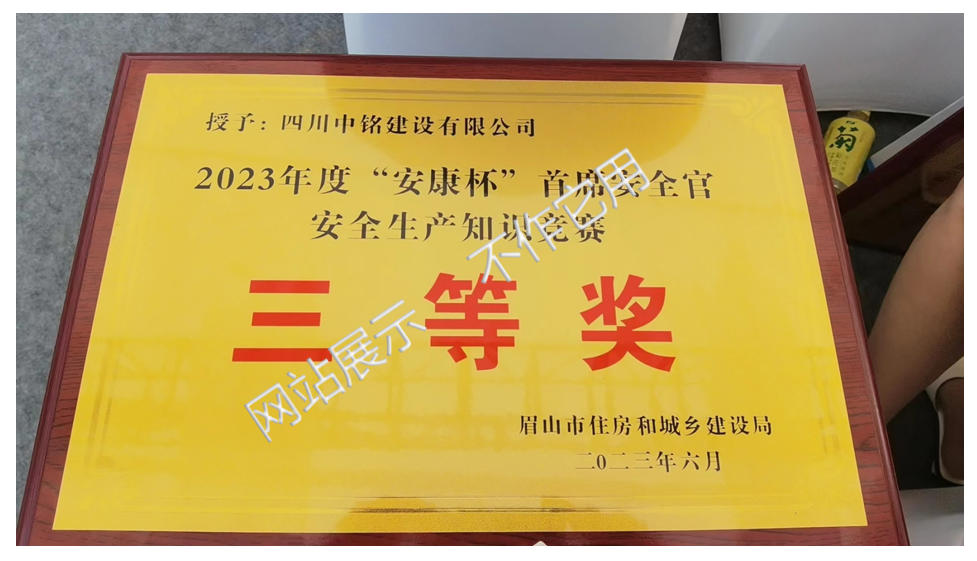 授予：四川中铭建设有限公司
2023年度“安康杯”首席安全官
安全生产知识竞赛
三等奖
眉山市住房和城乡建设局
二〇二三年六月
网站展示 不作它用
菊